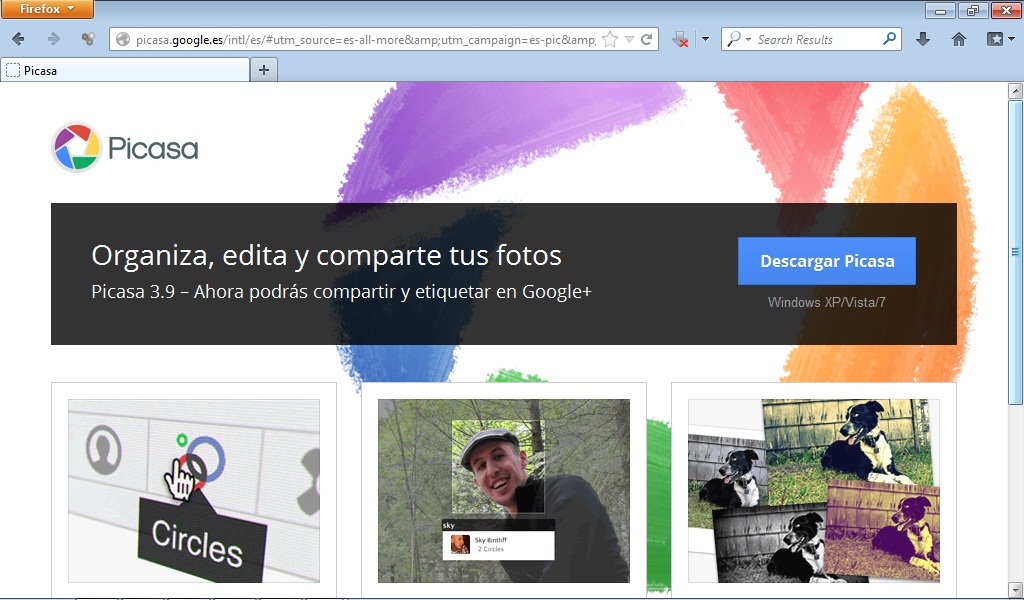 Firefox
picasa.google.es/intl/es/#utm_source=es-all-more&amp;utm_campaign=es-pic&amp;
Search Results
Picasa
Picasa
Organiza, edita y comparte tus fotos
Picasa 3.9 – Ahora podrás compartir y etiquetar en Google+
Descargar Picasa
Windows XP/Vista/7
Circles
sky
Sky Bintliff
2 Circles